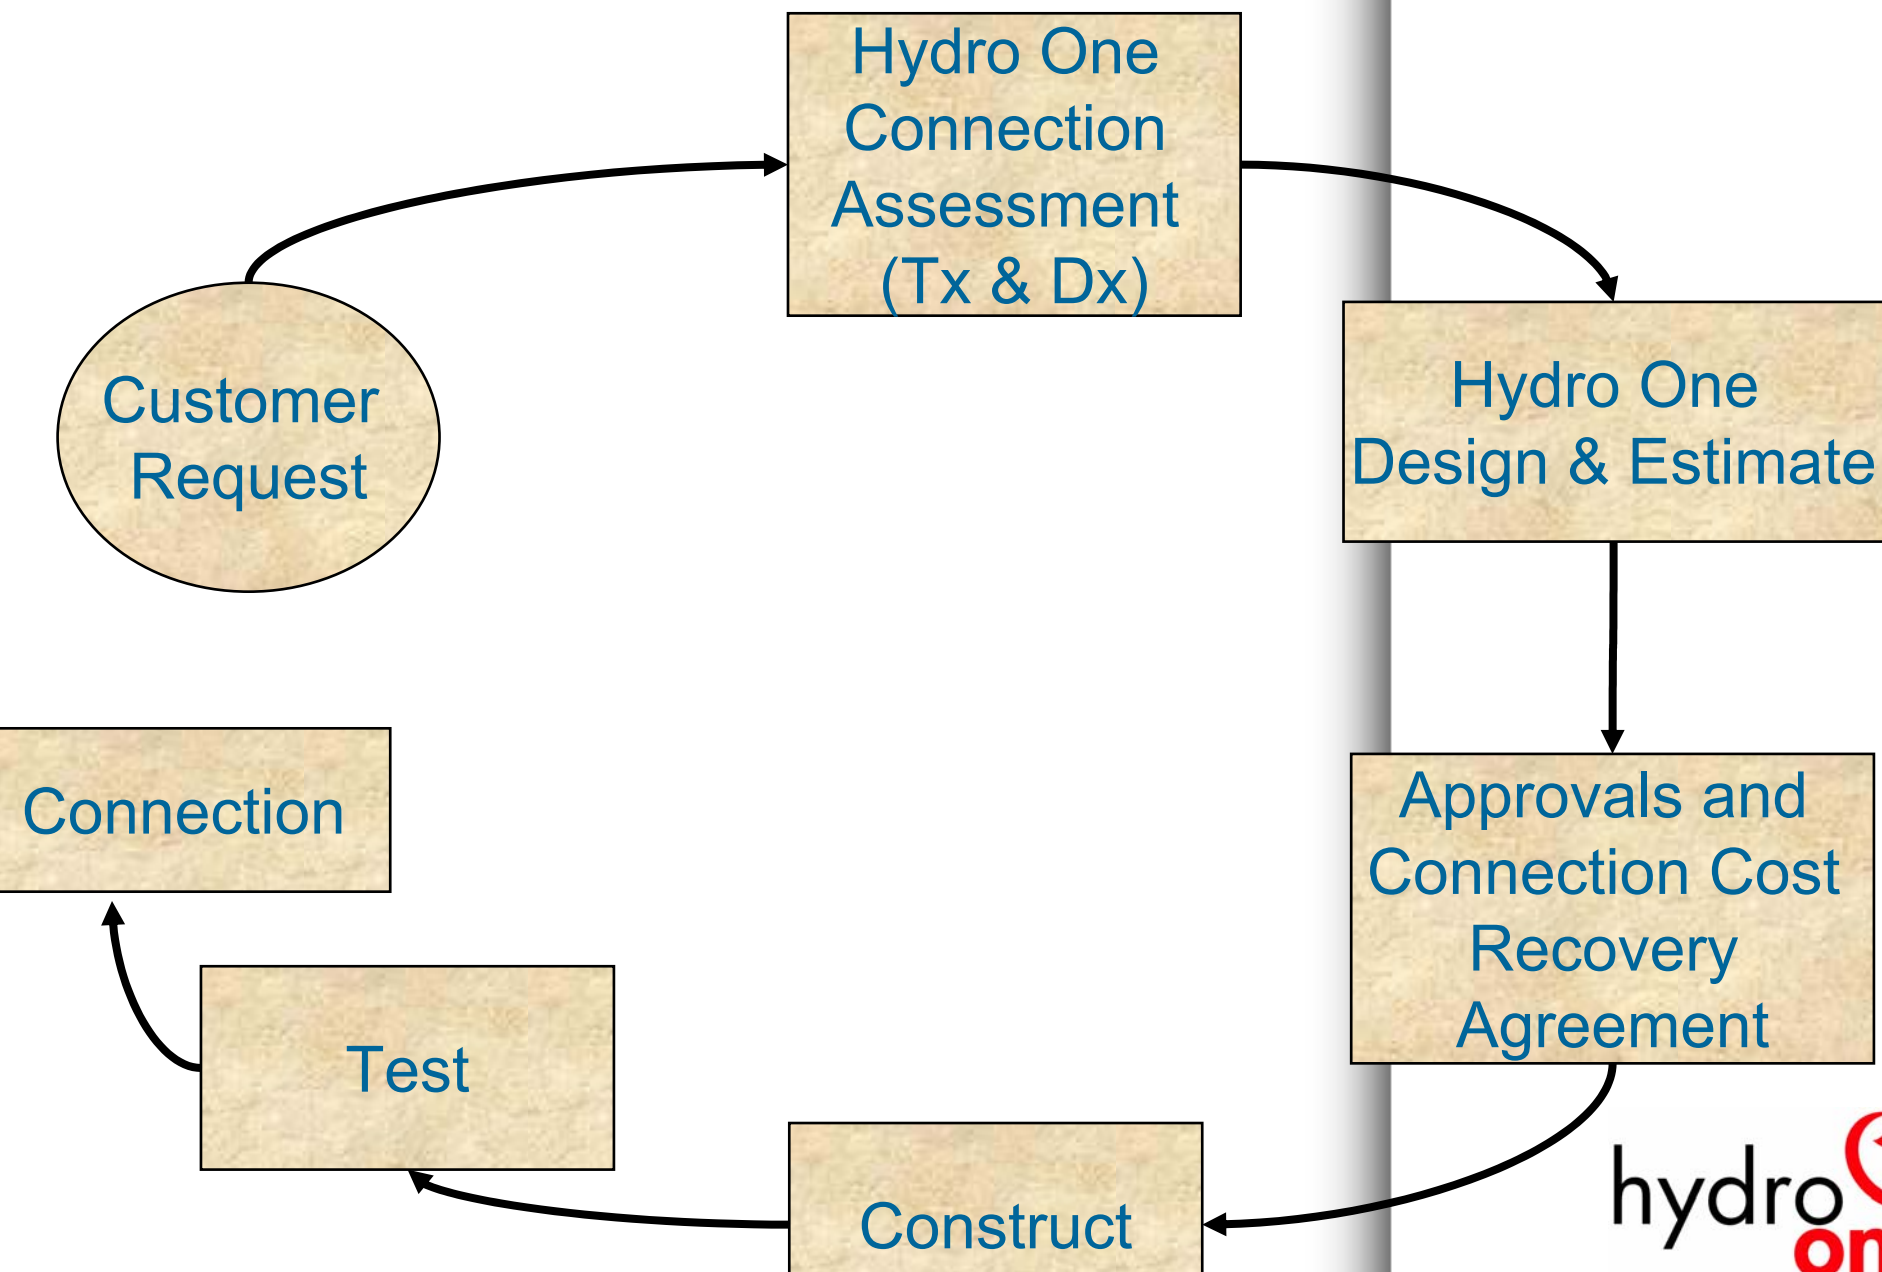 Hydro One
Connection
Assessment
(Tx & Dx)
Customer
Request
Hydro One
Design & Estimate
Approvals and
Connection Cost
Recovery
Agreement
Connection
Test
Construct
hydro